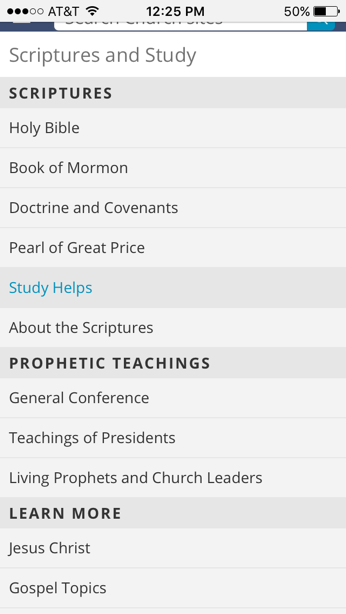 AT&T 12:25 PM 50%
Search Church sites
Scriptures and Study
SCRIPTURES
Holy Bible
Book of Mormon
Doctrine and Covenants
Pearl of Great Price
Study Helps
About the Scriptures
PROPHETIC TEACHINGS
General Conference
Teachings of Presidents
Living Prophets and Church Leaders
LEARN MORE
Jesus Christ
Gospel Topics